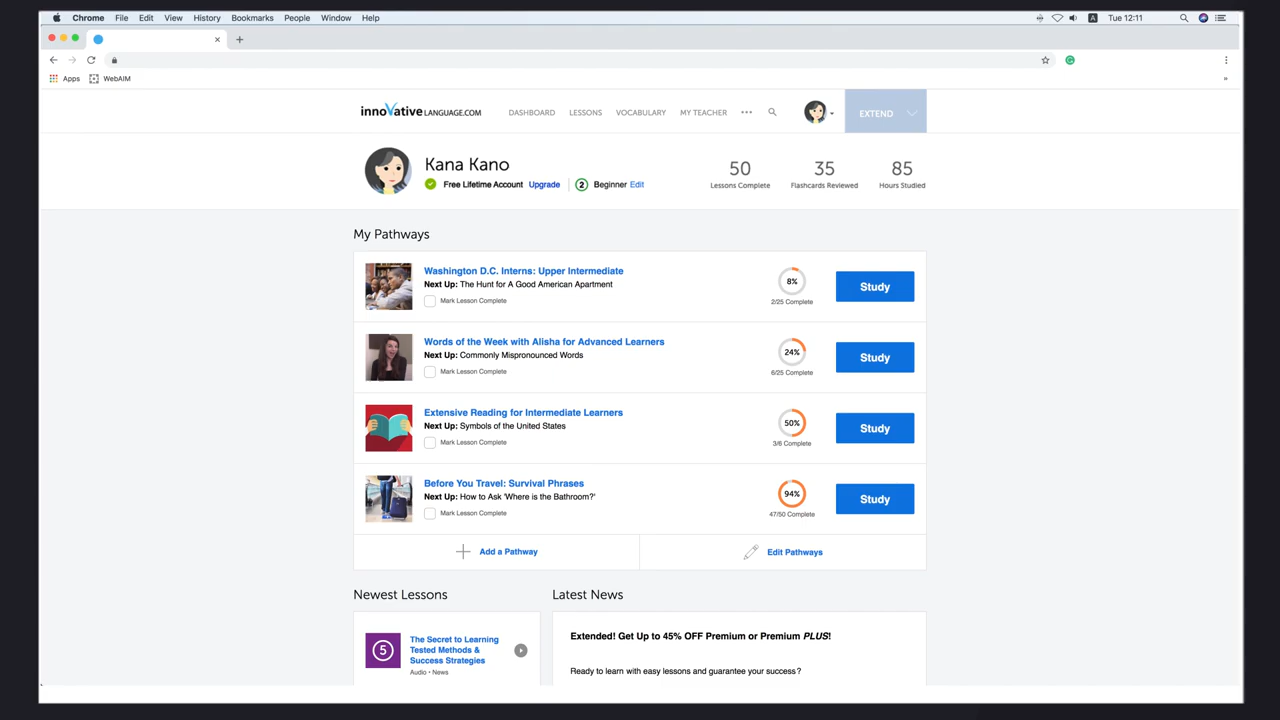 Chrome File Edit View History Bookmarks People Window Help
A Tue 12:11
Apps WebAIM
innoVative LANGUAGE.COM DASHBOARD LESSONS VOCABULARY MY TEACHER ••• EXTEND
Kana Kano
Free Lifetime Account Upgrade 2 Beginner Edit
50 35 85
Lessons Complete Flashcards Reviewed Hours Studied
My Pathways
Washington D.C. Interns: Upper Intermediate
Next Up: The Hunt for A Good American Apartment
Mark Lesson Complete
8%
2/25 Complete
Study
Words of the Week with Alisha for Advanced Learners
Next Up: Commonly Mispronounced Words
Mark Lesson Complete
24%
6/25 Complete
Study
Extensive Reading for Intermediate Learners
Next Up: Symbols of the United States
Mark Lesson Complete
50%
3/6 Complete
Study
Before You Travel: Survival Phrases
Next Up: How to Ask 'Where is the Bathroom?'
Mark Lesson Complete
94%
47/50 Complete
Study
Add a Pathway Edit Pathways
Newest Lessons
5
The Secret to Learning
Tested Methods &
Success Strategies
Audio • News
Latest News
Extended! Get Up to 45% OFF Premium or Premium PLUS!
Ready to learn with easy lessons and guarantee your success?